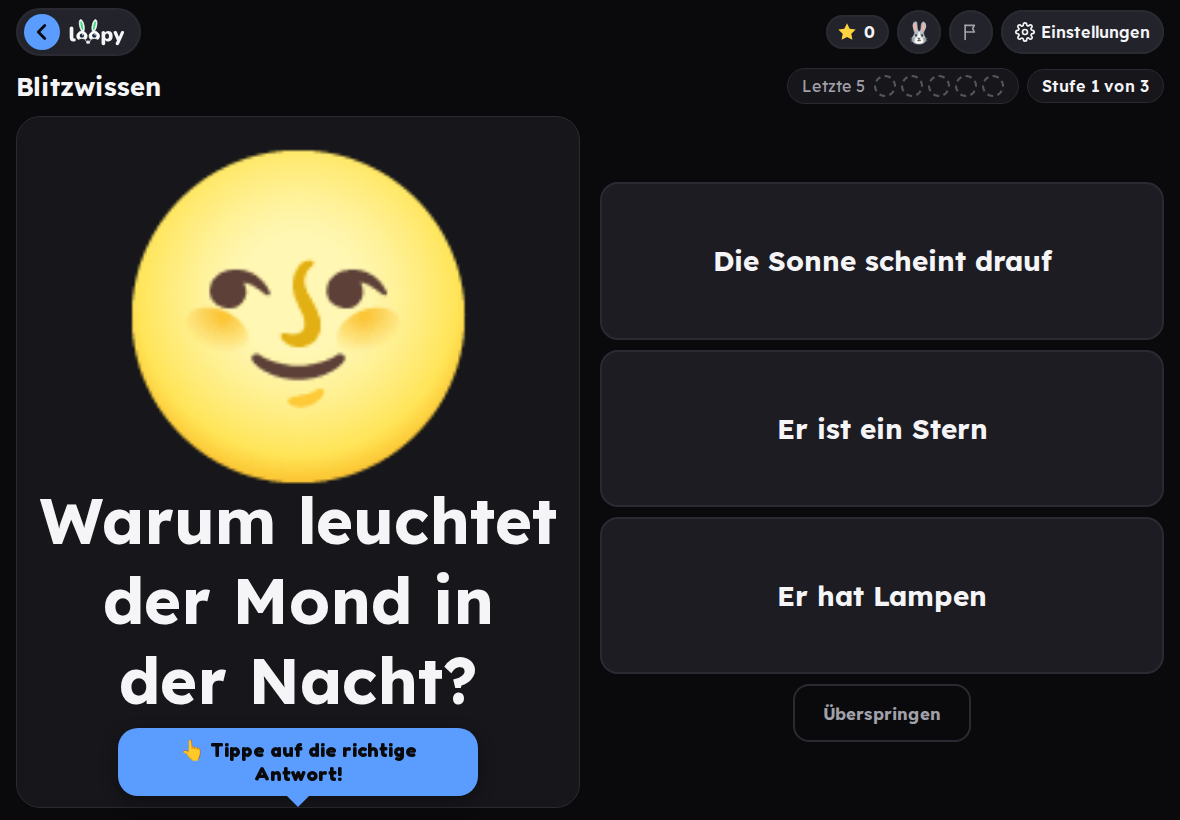 loopy
0
Einstellungen
Blitzwissen
Letzte 5
Stufe 1 von 3
Warum leuchtet
der Mond in
der Nacht?
👆 Tippe auf die richtige
Antwort!
Die Sonne scheint drauf
Er ist ein Stern
Er hat Lampen
Überspringen